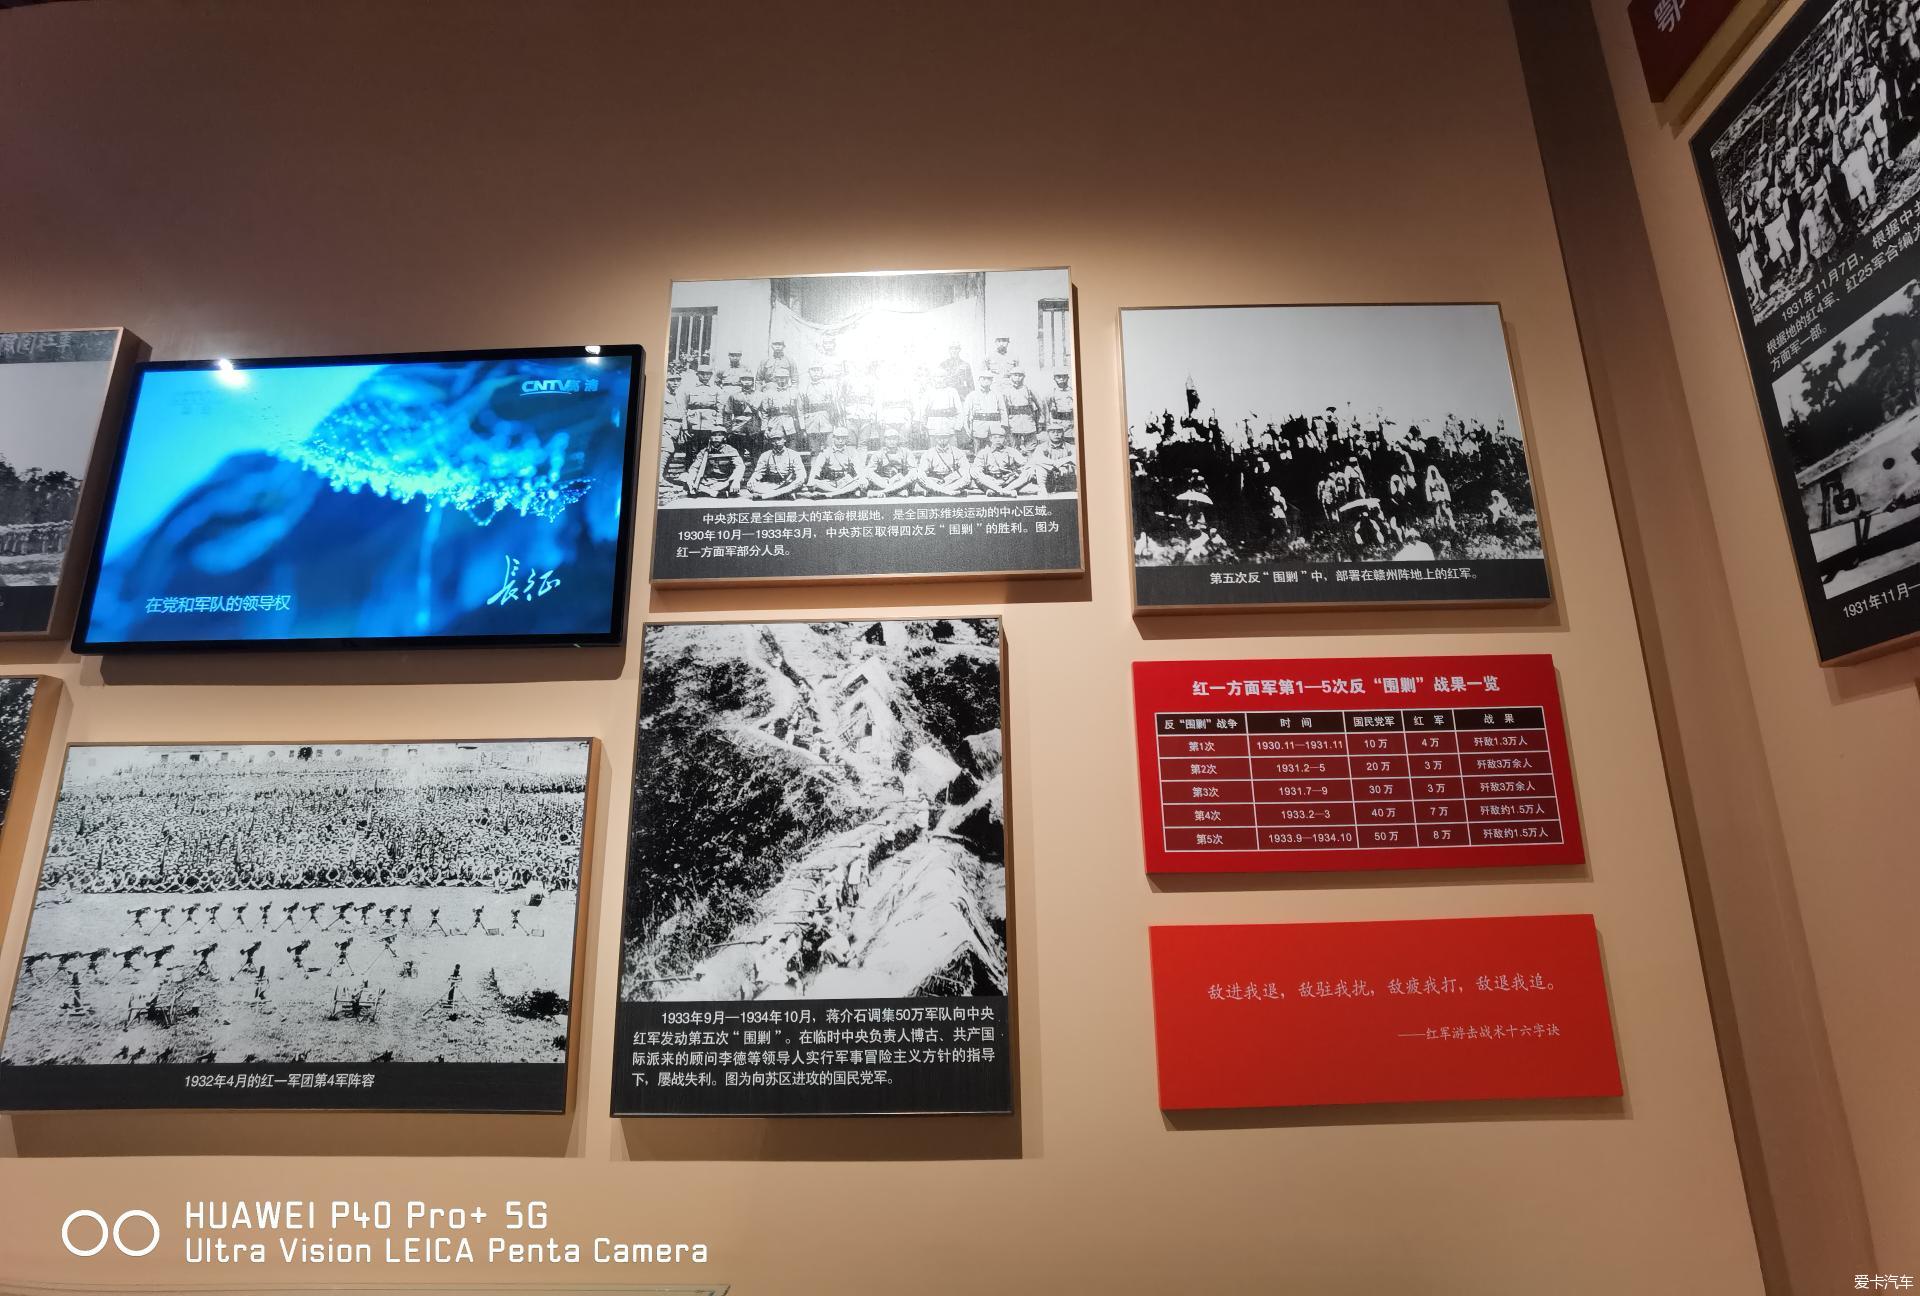 CNTV高清
在党和军队的领导权
長征
中央苏区是全国最大的革命根据地，是全国苏维埃运动的中心区域。
1930年10月—1933年3月，中央苏区取得四次反“围剿”的胜利。图为
红一方面军部分人员。
第五次反“围剿”中，部署在赣州阵地上的红军。
1932年4月的红一军团第4军阵容
1933年9月—1934年10月，蒋介石调集50万军队向中央
红军发动第五次“围剿”。在临时中央负责人博古、共产国
际派来的顾问李德等领导人实行军事冒险主义方针的指导
下，屡战失利。图为向苏区进攻的国民党军。
红一方面军第1—5次反“围剿”战果一览
反“围剿”战争 时 间 国民党军 红 军 战 果
第1次 1930.11—1931.11 10万 4万 歼敌1.3万人
第2次 1931.2—5 20万 3万 歼敌3万余人
第3次 1931.7—9 30万 3万 歼敌3万余人
第4次 1933.2—3 40万 7万 歼敌约1.5万人
第5次 1933.9—1934.10 50万 8万 歼敌约1.5万人
敌进我退，敌驻我扰，敌疲我打，敌退我追。
——红军游击战术十六字诀
鄂
1931年11月7日，根据中共
根据地的红4军、红25军合编为
方面军一部。
1931年11月—
HUAWEI P40 Pro+ 5G
Ultra Vision LEICA Penta Camera
爱卡汽车